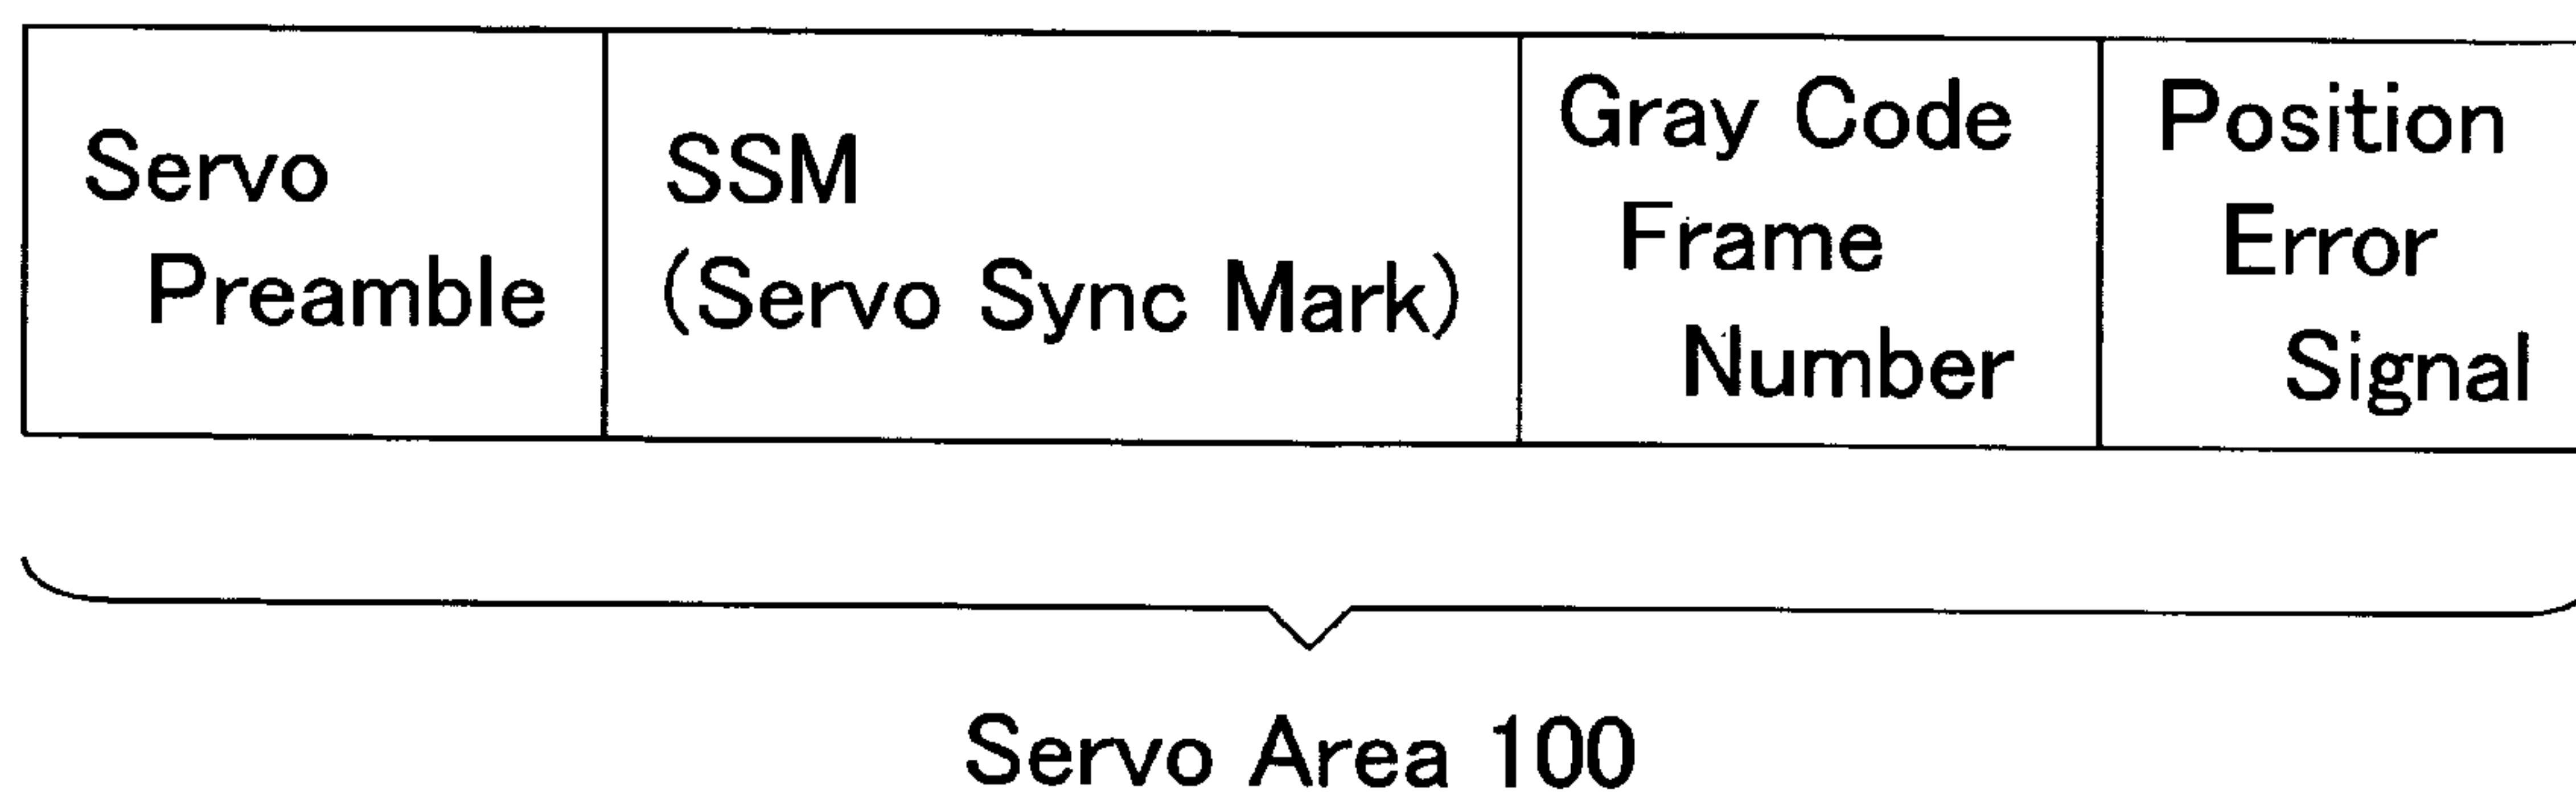 Servo
Preamble
SSM
(Servo Sync Mark)
Gray Code
Frame
Number
Position
Error
Signal
Servo Area 100